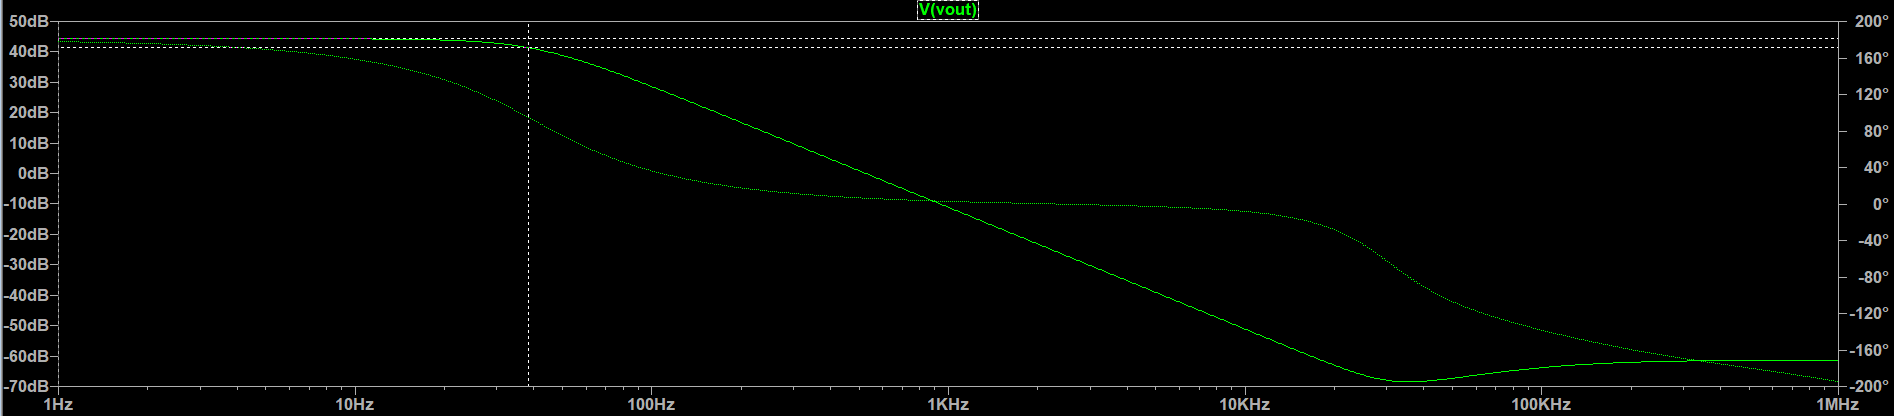 V(vout)
50dB
40dB
30dB
20dB
10dB
0dB
-10dB
-20dB
-30dB
-40dB
-50dB
-60dB
-70dB
200°
160°
120°
80°
40°
0°
-40°
-80°
-120°
-160°
-200°
1Hz
10Hz
100Hz
1KHz
10KHz
100KHz
1MHz